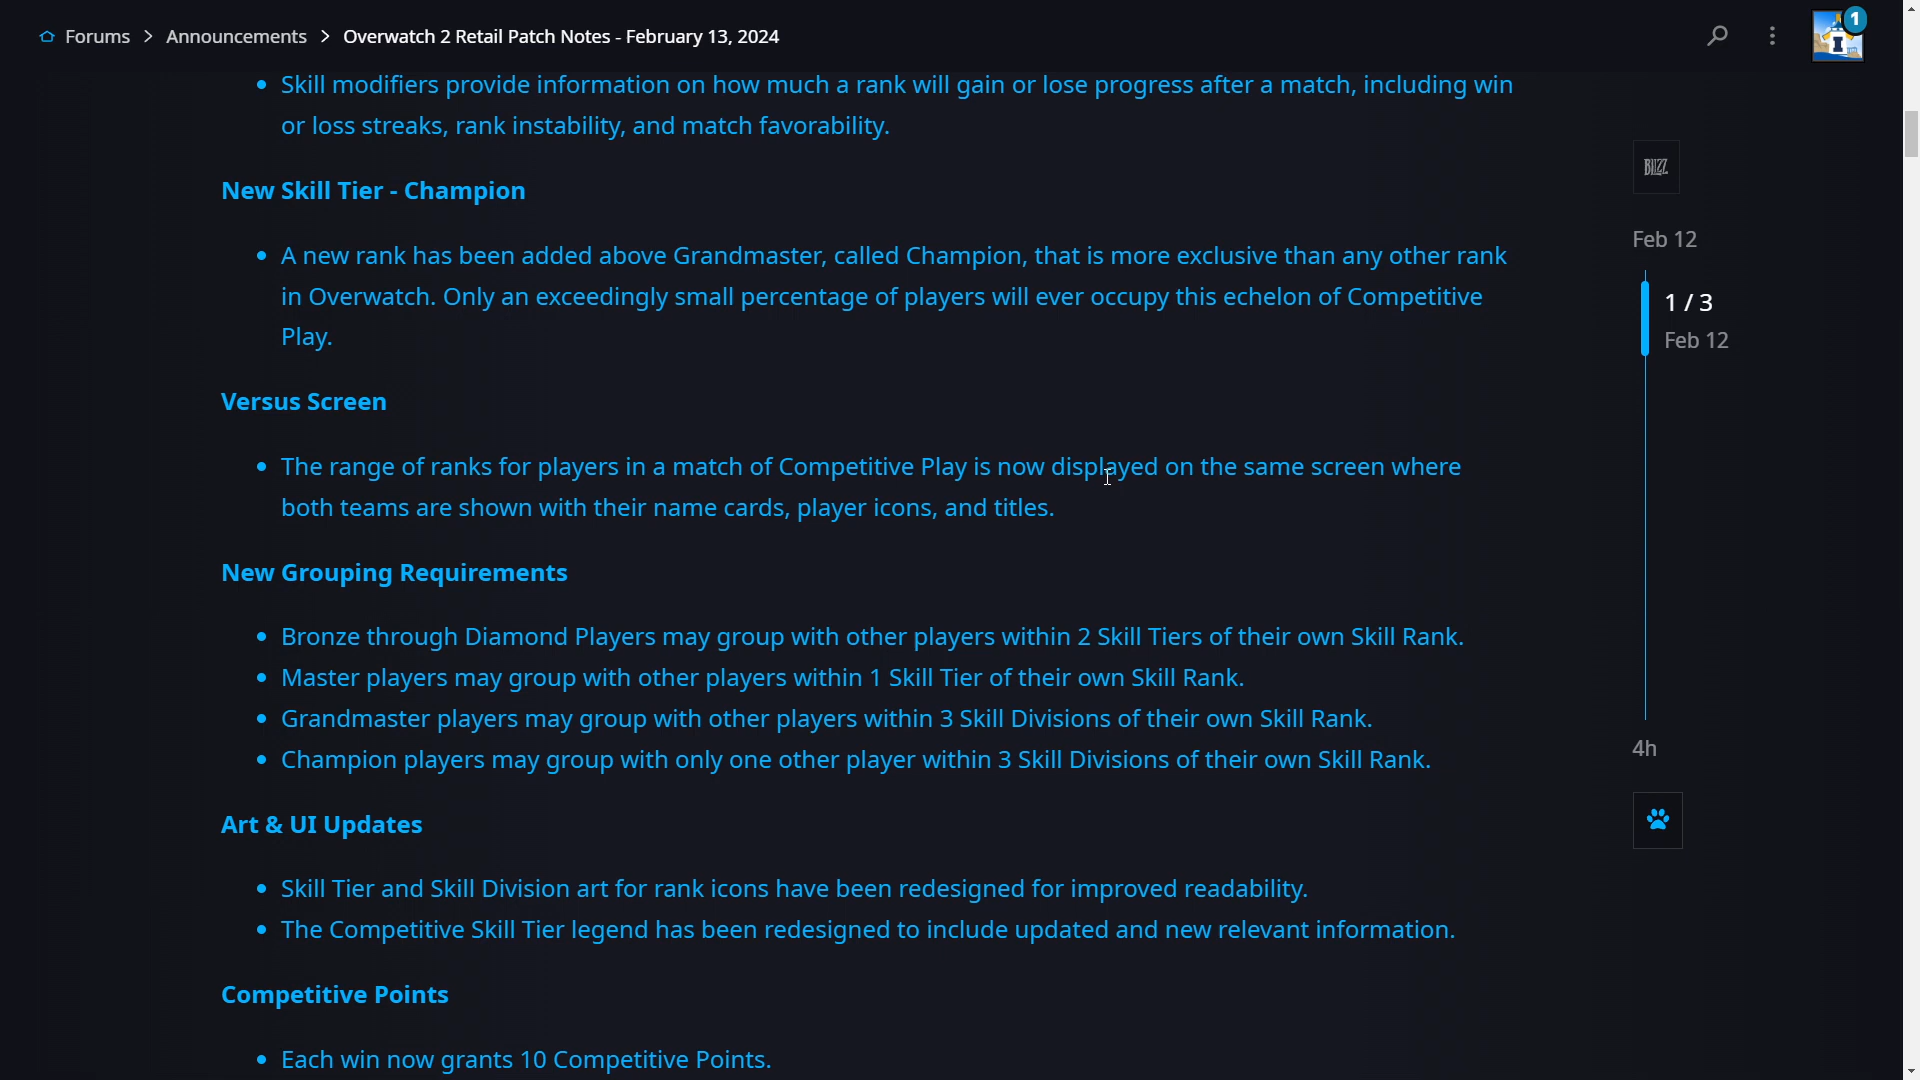 Forums > Announcements > Overwatch 2 Retail Patch Notes - February 13, 2024
1
• Skill modifiers provide information on how much a rank will gain or lose progress after a match, including win
or loss streaks, rank instability, and match favorability.
BLIZZ
New Skill Tier - Champion
Feb 12
• A new rank has been added above Grandmaster, called Champion, that is more exclusive than any other rank
in Overwatch. Only an exceedingly small percentage of players will ever occupy this echelon of Competitive
Play.
1 / 3
Feb 12
Versus Screen
• The range of ranks for players in a match of Competitive Play is now displayed on the same screen where
both teams are shown with their name cards, player icons, and titles.
New Grouping Requirements
• Bronze through Diamond Players may group with other players within 2 Skill Tiers of their own Skill Rank.
• Master players may group with other players within 1 Skill Tier of their own Skill Rank.
• Grandmaster players may group with other players within 3 Skill Divisions of their own Skill Rank.
• Champion players may group with only one other player within 3 Skill Divisions of their own Skill Rank.
4h
Art & UI Updates
• Skill Tier and Skill Division art for rank icons have been redesigned for improved readability.
• The Competitive Skill Tier legend has been redesigned to include updated and new relevant information.
Competitive Points
• Each win now grants 10 Competitive Points.